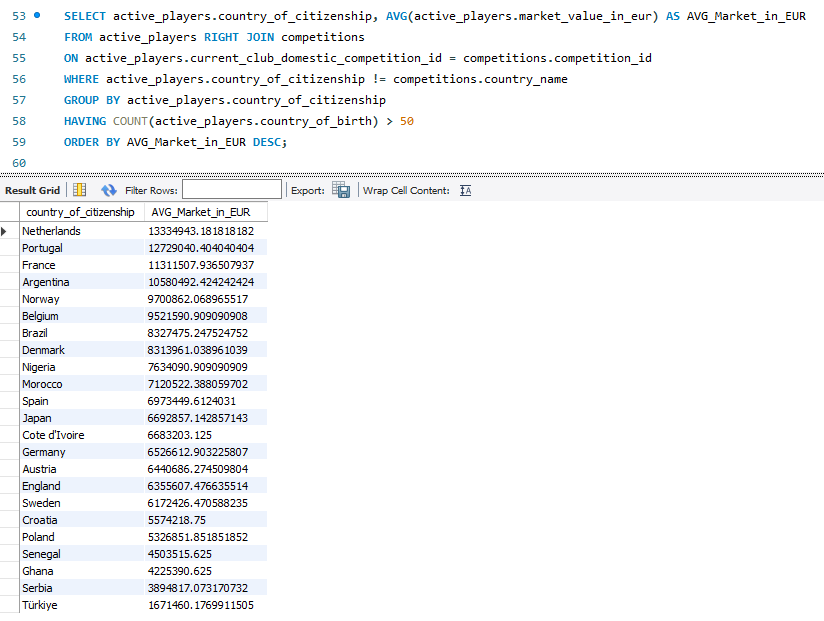 53 SELECT active_players.country_of_citizenship, AVG(active_players.market_value_in_eur) AS AVG_Market_in_EUR
54 FROM active_players RIGHT JOIN competitions
55 ON active_players.current_club_domestic_competition_id = competitions.competition_id
56 WHERE active_players.country_of_citizenship != competitions.country_name
57 GROUP BY active_players.country_of_citizenship
58 HAVING COUNT(active_players.country_of_birth) > 50
59 ORDER BY AVG_Market_in_EUR DESC;
60
Result Grid Filter Rows: Export: Wrap Cell Content: IA
country_of_citizenship AVG_Market_in_EUR
Netherlands 13334943.181818182
Portugal 12729040.404040404
France 11311507.936507937
Argentina 10580492.424242424
Norway 9700862.068965517
Belgium 9521590.909090908
Brazil 8327475.247524752
Denmark 8313961.038961039
Nigeria 7634090.909090909
Morocco 7120522.388059702
Spain 6973449.6124031
Japan 6692857.142857143
Cote d'Ivoire 6683203.125
Germany 6526612.903225807
Austria 6440686.274509804
England 6355607.476635514
Sweden 6172426.470588235
Croatia 5574218.75
Poland 5326851.851851852
Senegal 4503515.625
Ghana 4225390.625
Serbia 3894817.073170732
Türkiye 1671460.1769911505